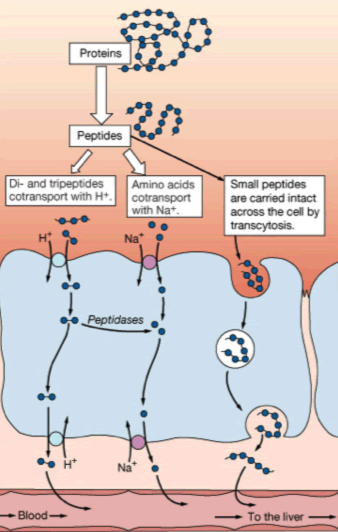 Proteins
Peptides
Di- and tripeptides
cotransport with H+.
Amino acids
cotransport
with Na+.
Small peptides
are carried intact
across the cell by
transcytosis.
H+
Na+
Peptidases
H+
Na+
Blood
To the liver